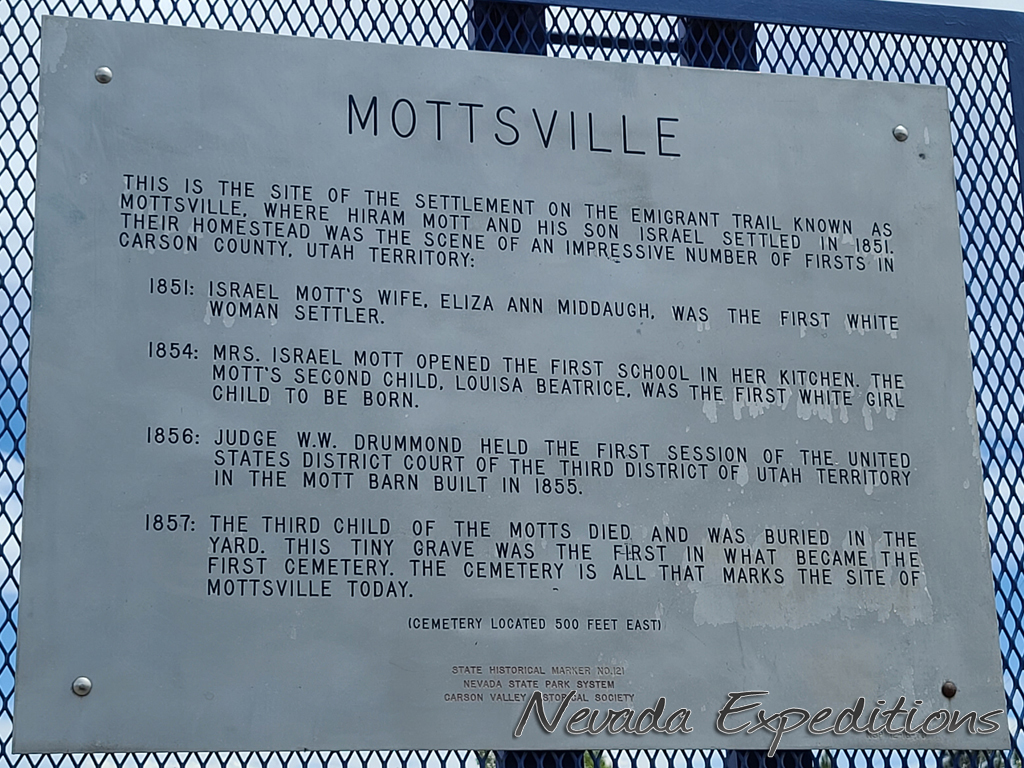 MOTTSVILLE
THIS IS THE SITE OF THE SETTLEMENT ON THE EMIGRANT TRAIL KNOWN AS
MOTTSVILLE, WHERE HIRAM MOTT AND HIS SON ISRAEL SETTLED IN 1851.
THEIR HOMESTEAD WAS THE SCENE OF AN IMPRESSIVE NUMBER OF FIRSTS IN
CARSON COUNTY, UTAH TERRITORY:
1851: ISRAEL MOTT'S WIFE, ELIZA ANN MIDDAUGH, WAS THE FIRST WHITE
WOMAN SETTLER.
1854: MRS. ISRAEL MOTT OPENED THE FIRST SCHOOL IN HER KITCHEN. THE
MOTT'S SECOND CHILD, LOUISA BEATRICE, WAS THE FIRST WHITE GIRL
CHILD TO BE BORN.
1856: JUDGE W.W. DRUMMOND HELD THE FIRST SESSION OF THE UNITED
STATES DISTRICT COURT OF THE THIRD DISTRICT OF UTAH TERRITORY
IN THE MOTT BARN BUILT IN 1855.
1857: THE THIRD CHILD OF THE MOTTS DIED AND WAS BURIED IN THE
YARD. THIS TINY GRAVE WAS THE FIRST IN WHAT BECAME THE
FIRST CEMETERY. THE CEMETERY IS ALL THAT MARKS THE SITE OF
MOTTSVILLE TODAY.
(CEMETERY LOCATED 500 FEET EAST)
STATE HISTORICAL MARKER NO.121
NEVADA STATE PARK SYSTEM
CARSON VALLEY HISTORICAL SOCIETY
Nevada Expeditions